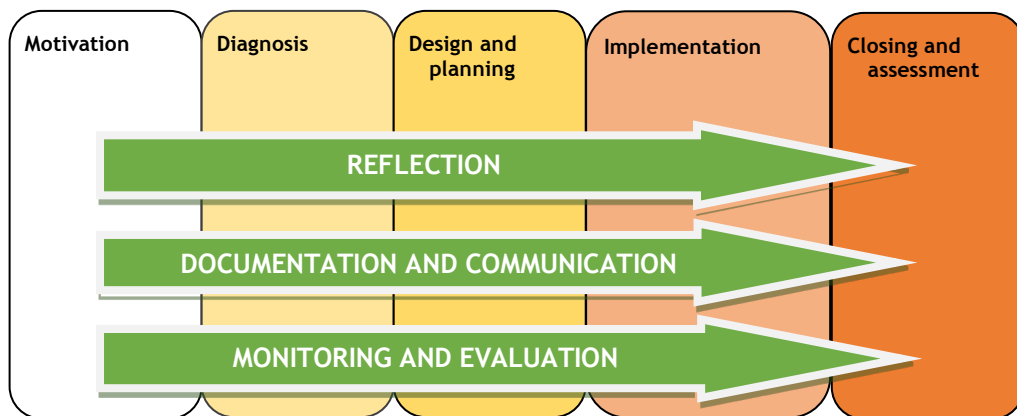 Motivation
Diagnosis
Design and
planning
Implementation
Closing and
assessment
REFLECTION
DOCUMENTATION AND COMMUNICATION
MONITORING AND EVALUATION